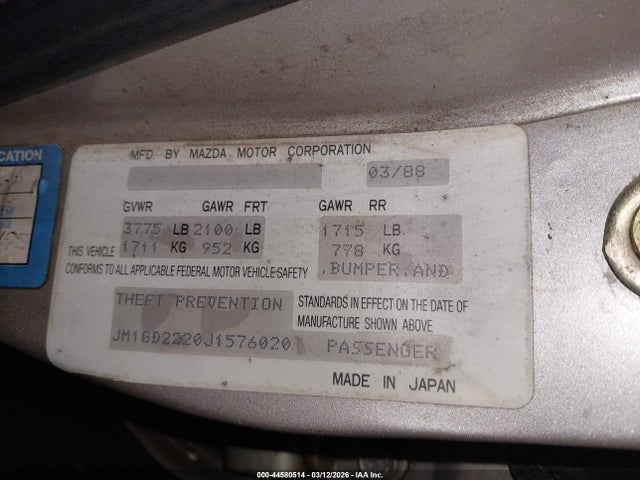 CATION
MFD. BY MAZDA MOTOR CORPORATION
03/88
GVWR GAWR FRT GAWR RR
3775 LB 2100 LB 1715 LB
THIS VEHICLE 1711 KG 952 KG 778 KG
CONFORMS TO ALL APPLICABLE FEDERAL MOTOR VEHICLE SAFETY BUMPER AND
THEFT PREVENTION STANDARDS IN EFFECT ON THE DATE OF
MANUFACTURE SHOWN ABOVE
JM1GD2220J1576020 PASSENGER
MADE IN JAPAN
000-44580514 - 03/12/2026 - IAA Inc.